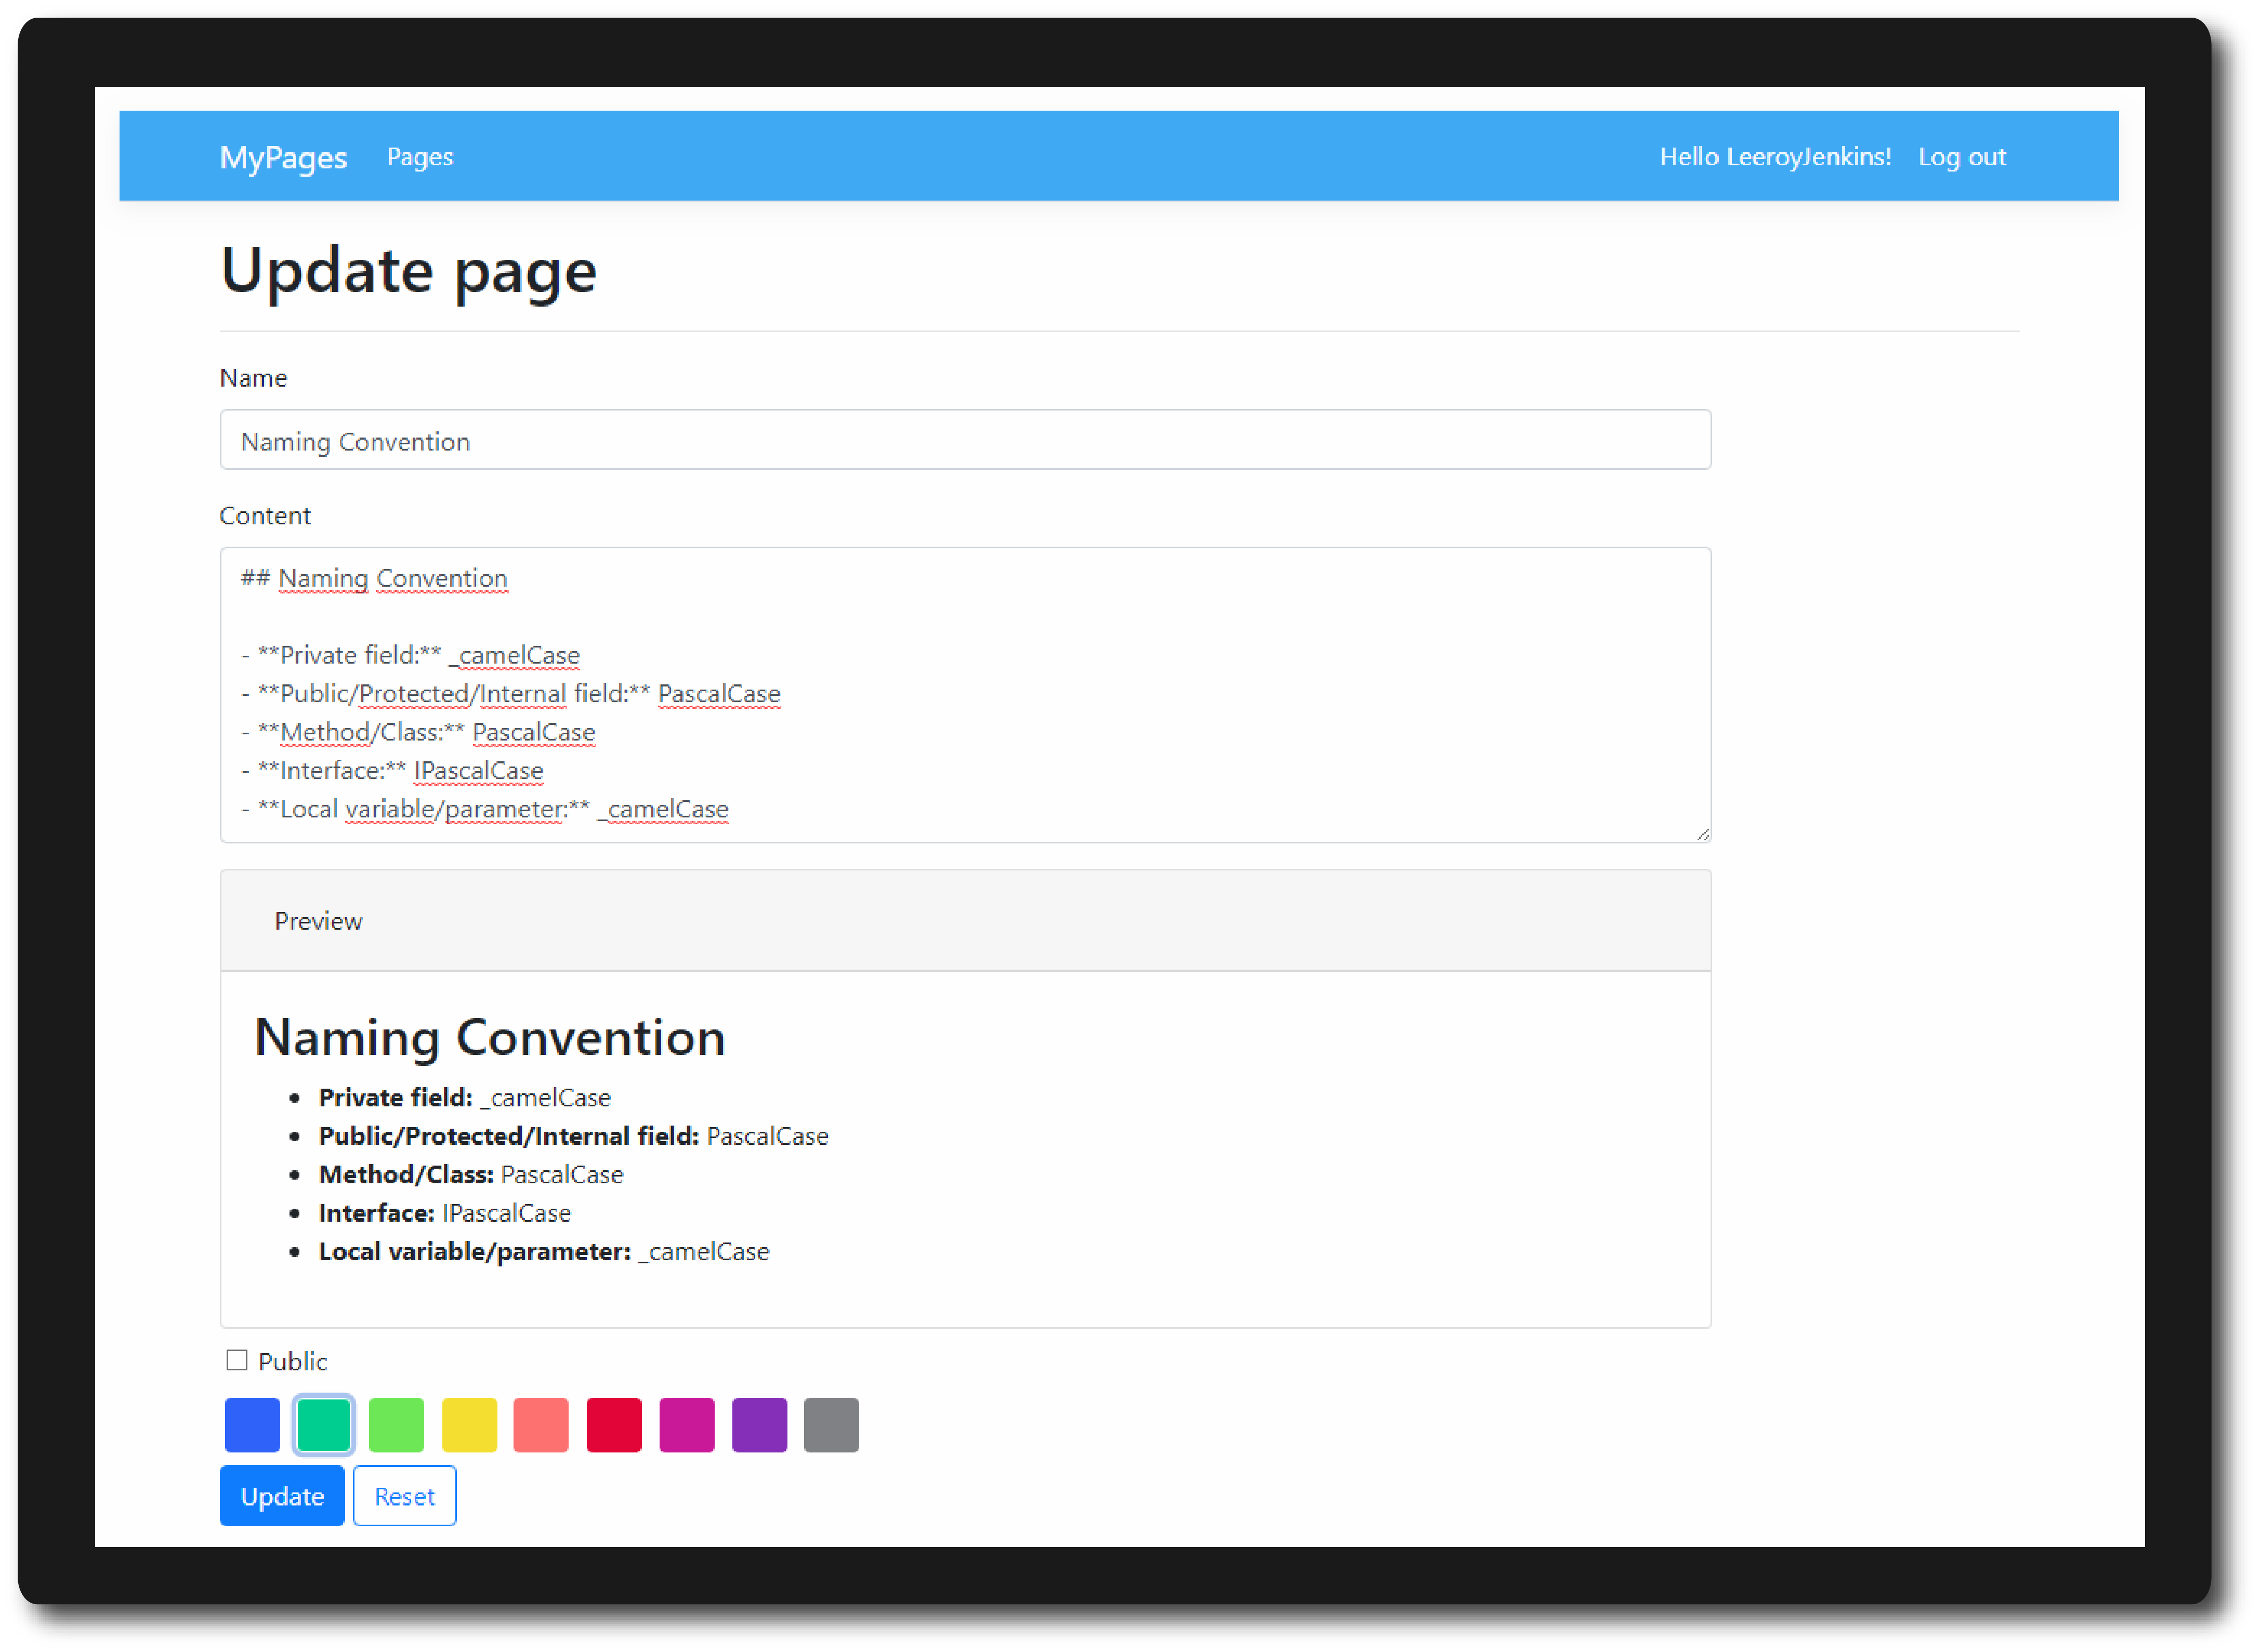 MyPages Pages Hello LeeroyJenkins! Log out
Update page
Name
Naming Convention
Content
## Naming Convention
- **Private field:** _camelCase
- **Public/Protected/Internal field:** PascalCase
- **Method/Class:** PascalCase
- **Interface:** IPascalCase
- **Local variable/parameter:** _camelCase
Preview
Naming Convention
• Private field: _camelCase
• Public/Protected/Internal field: PascalCase
• Method/Class: PascalCase
• Interface: IPascalCase
• Local variable/parameter: _camelCase
Public
Update Reset